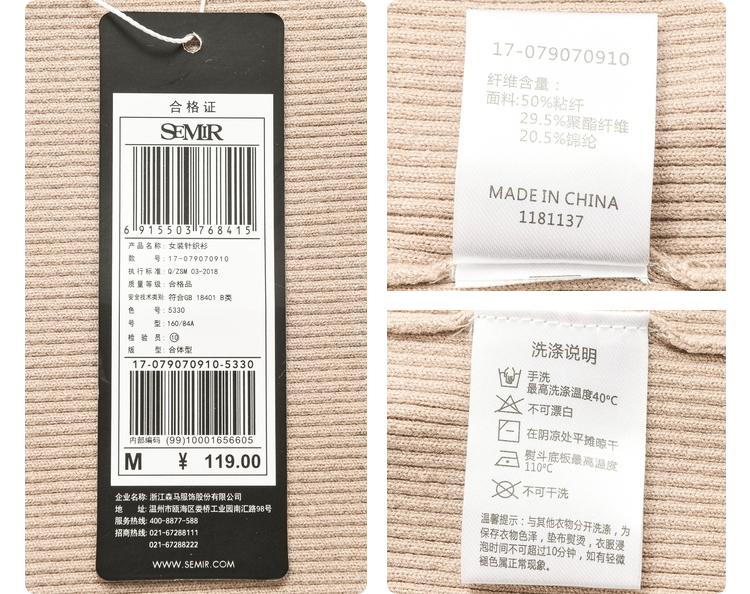 合格证
SEMIR
6 915503 768415
产品名称: 女装针织衫
款 号: 17-079070910
执行标准: Q/ZSM 03-2018
质量等级: 合格品
安全技术类别: 符合GB 18401 B类
色 号: 5330
号 型: 160/84A
检 验 员: ⑩
版 型: 合体型
17-079070910-5330
内部编码 (99)10001656605
M ¥ 119.00
企业名称: 浙江森马服饰股份有限公司
地 址: 温州市瓯海区娄桥工业园南汇路98号
服务热线: 400-8877-588
招商热线: 021-67288111
021-67288222
WWW.SEMIR.COM
17-079070910
纤维含量:
面料:50%粘纤
29.5%聚酯纤维
20.5%锦纶
MADE IN CHINA
1181137
洗涤说明
手洗
最高洗涤温度40ºC
不可漂白
在阴凉处平摊晾干
熨斗底板最高温度
110ºC
不可干洗
温馨提示: 与其他衣物分开洗涤, 为
保存衣物色泽, 垫布熨烫, 衣服浸
泡时间不可超过10分钟, 如有轻微
褪色属正常现象。